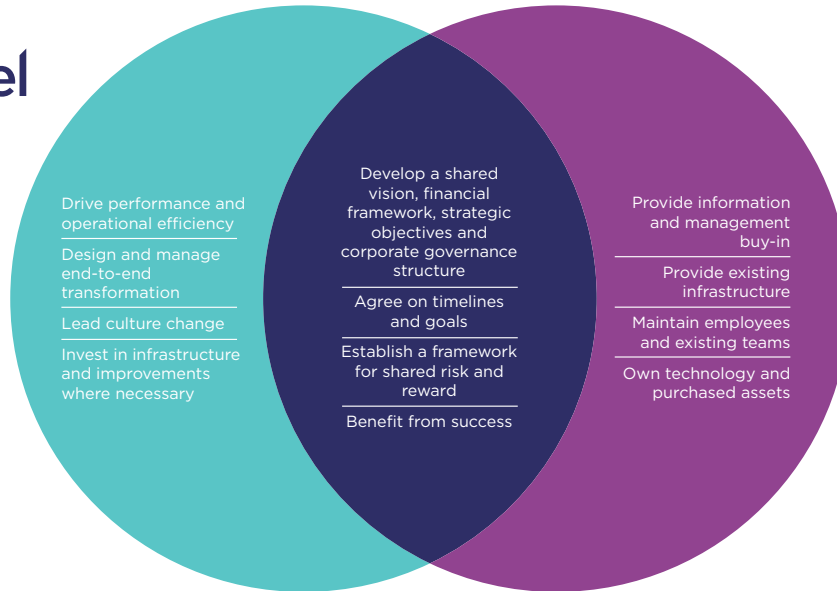 el
Drive performance and
operational efficiency
Design and manage
end-to-end
transformation
Lead culture change
Invest in infrastructure
and improvements
where necessary
Develop a shared
vision, financial
framework, strategic
objectives and
corporate governance
structure
Agree on timelines
and goals
Establish a framework
for shared risk and
reward
Benefit from success
Provide information
and management
buy-in
Provide existing
infrastructure
Maintain employees
and existing teams
Own technology and
purchased assets